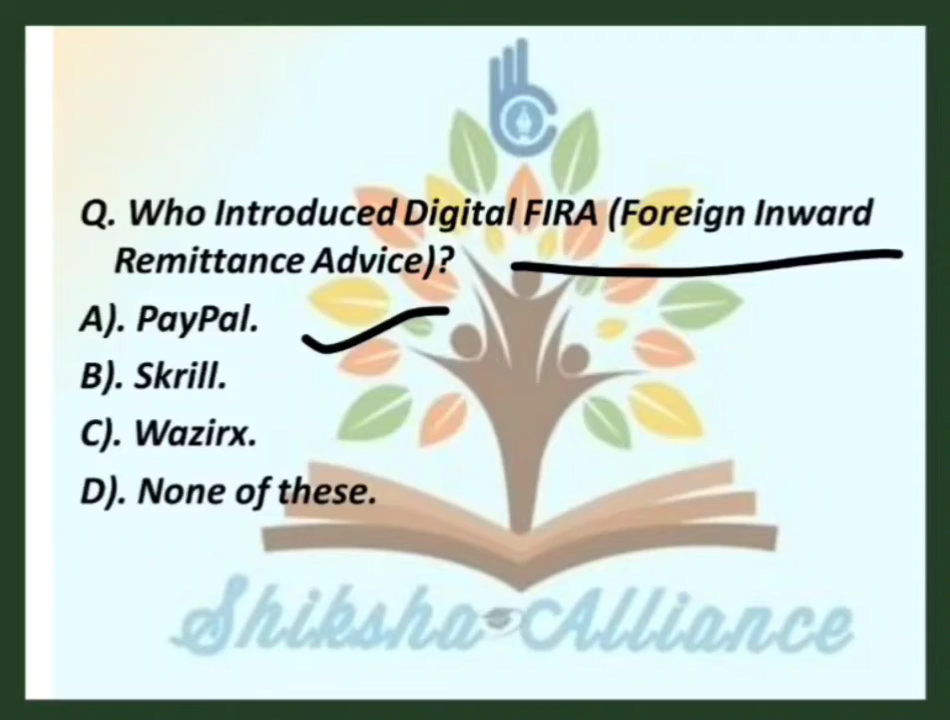 Q. Who Introduced Digital FIRA (Foreign Inward
Remittance Advice)?
A). PayPal.
B). Skrill.
C). Wazirx.
D). None of these.
Shiksha Alliance